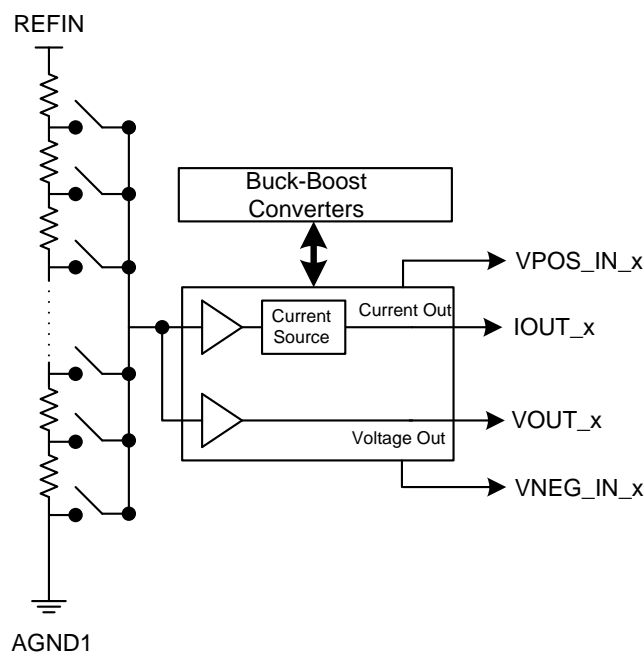 REFIN
Buck-Boost
Converters
VPOS_IN_x
Current Out
Current
Source
IOUT_x
VOUT_x
Voltage Out
VNEG_IN_x
AGND1